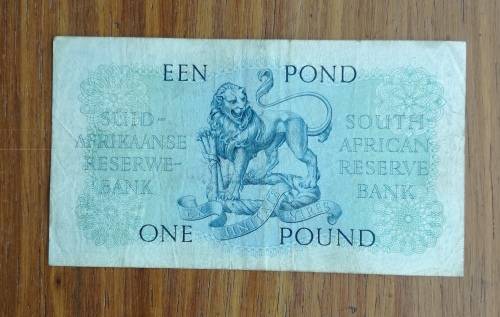 EEN POND
SUID-
AFRIKAANSE
RESERWE-
BANK
SOUTH
AFRICAN
RESERVE
BANK
ONE POUND